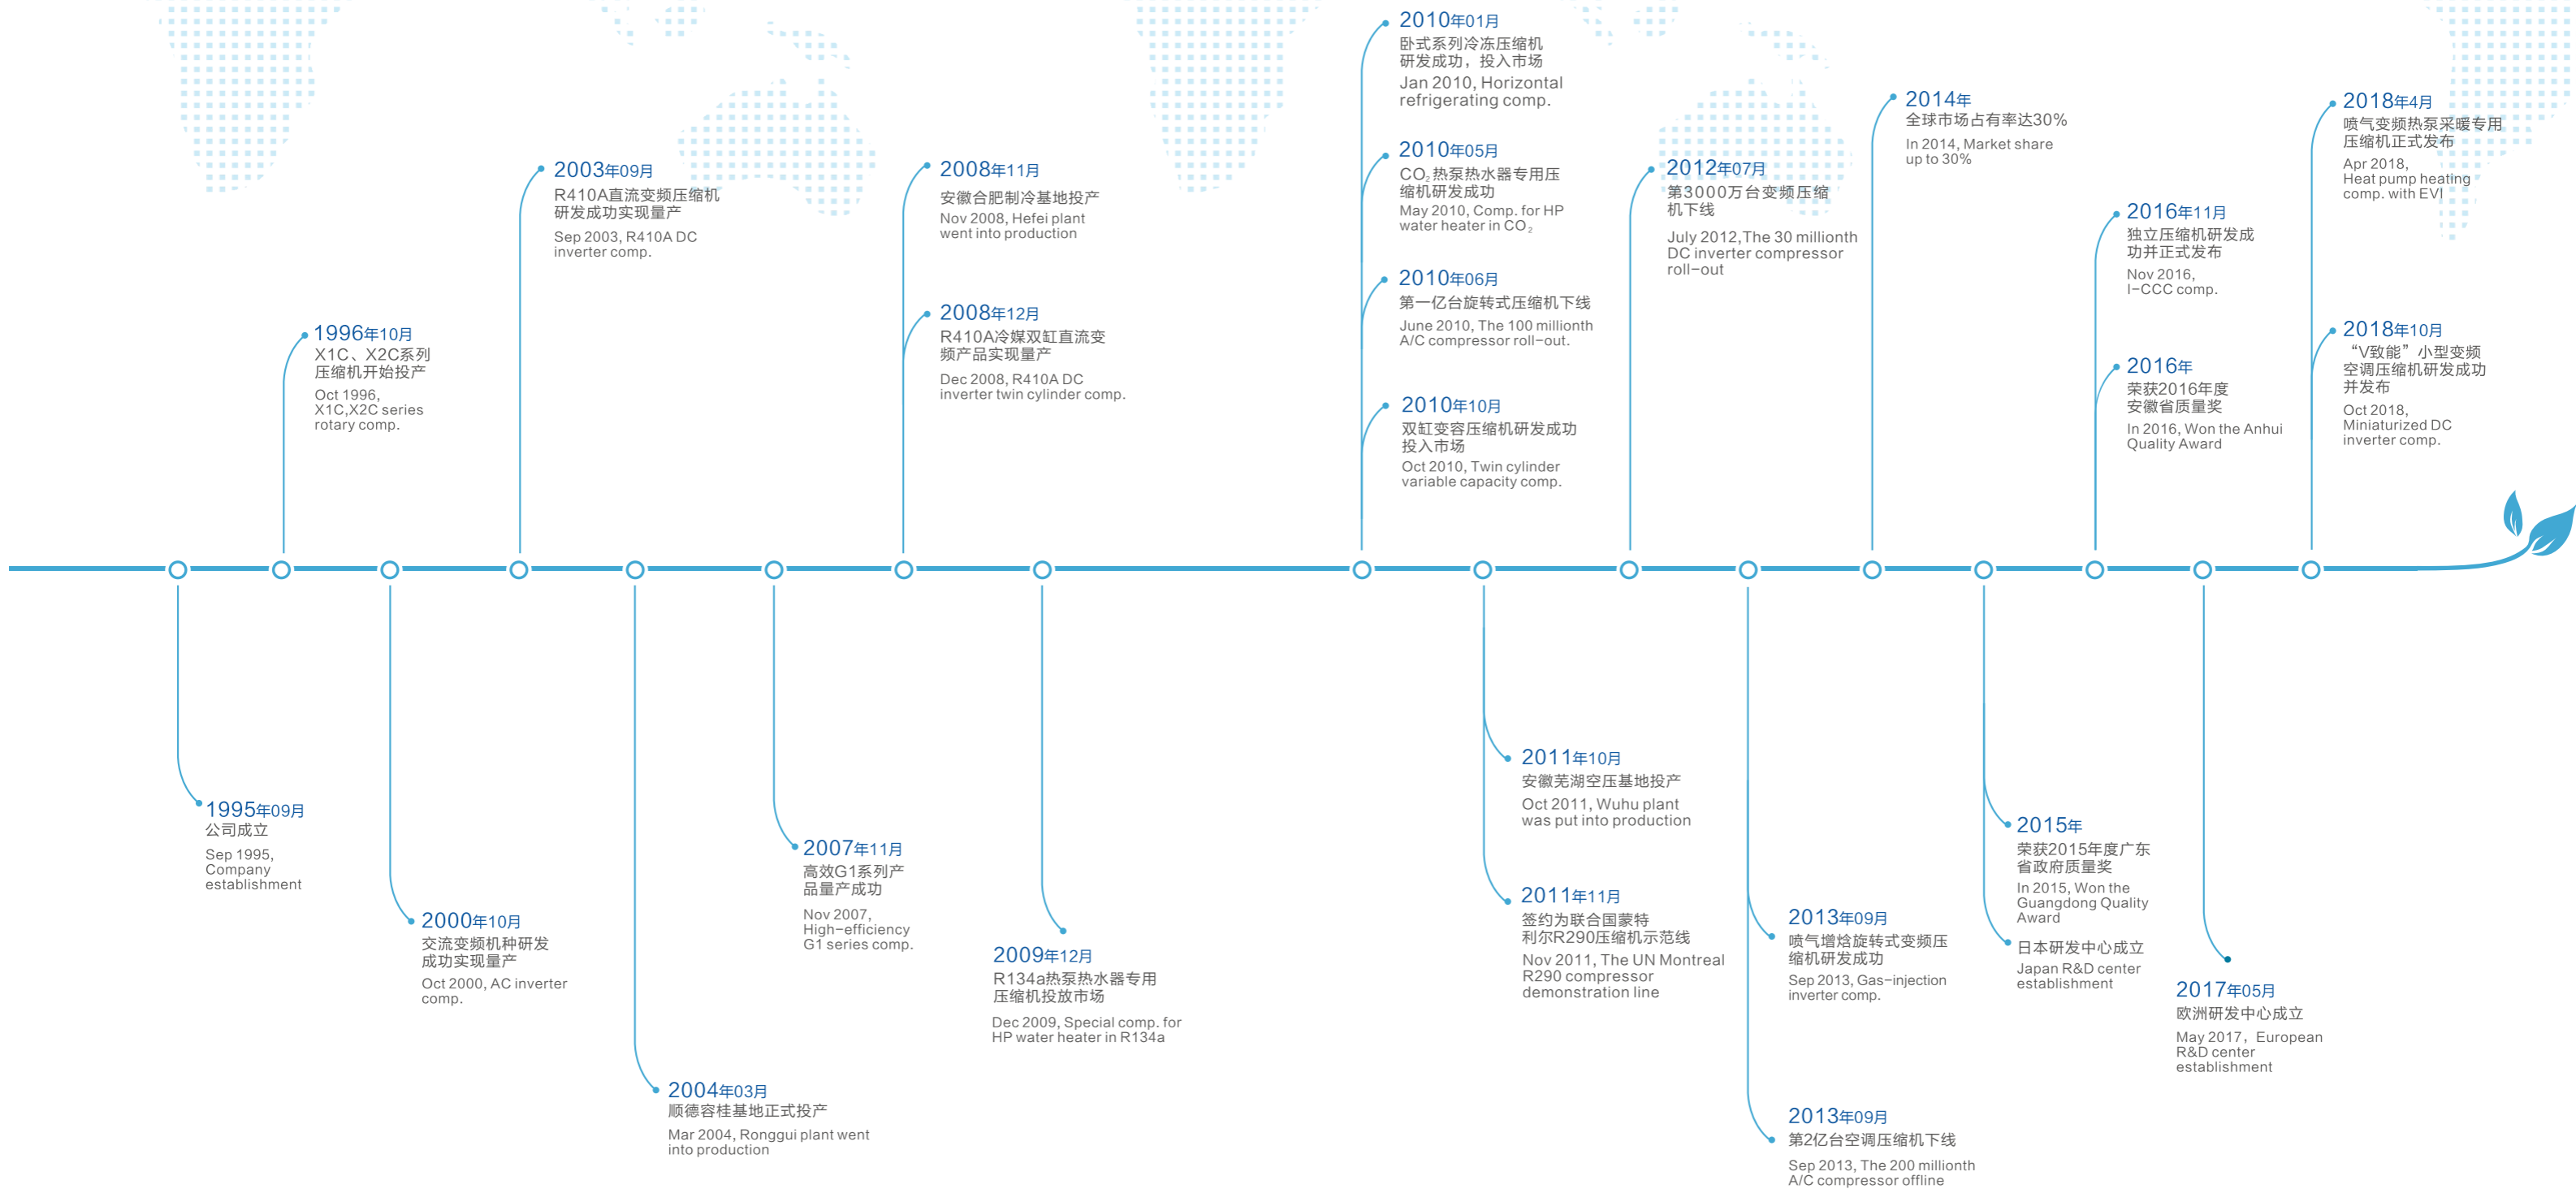 1995年09月
公司成立
Sep 1995,
Company
establishment
1996年10月
X1C、X2C系列
压缩机开始投产
Oct 1996,
X1C,X2C series
rotary comp.
2000年10月
交流变频机种研发
成功实现量产
Oct 2000, AC inverter
comp.
2003年09月
R410A直流变频压缩机
研发成功实现量产
Sep 2003, R410A DC
inverter comp.
2004年03月
顺德容桂基地正式投产
Mar 2004, Ronggui plant went
into production
2007年11月
高效G1系列产
品量产成功
Nov 2007,
High-efficiency
G1 series comp.
2008年11月
安徽合肥制冷基地投产
Nov 2008, Hefei plant
went into production
2008年12月
R410A冷媒双缸直流变
频产品实现量产
Dec 2008, R410A DC
inverter twin cylinder comp.
2009年12月
R134a热泵热水器专用
压缩机投放市场
Dec 2009, Special comp. for
HP water heater in R134a
2010年01月
卧式系列冷冻压缩机
研发成功，投入市场
Jan 2010, Horizontal
refrigerating comp.
2010年05月
CO₂热泵热水器专用压
缩机研发成功
May 2010, Comp. for HP
water heater in CO₂
2010年06月
第一亿台旋转式压缩机下线
June 2010, The 100 millionth
A/C compressor roll-out.
2010年10月
双缸变容压缩机研发成功
投入市场
Oct 2010, Twin cylinder
variable capacity comp.
2011年10月
安徽芜湖空压基地投产
Oct 2011, Wuhu plant
was put into production
2011年11月
签约为联合国蒙特
利尔R290压缩机示范线
Nov 2011, The UN Montreal
R290 compressor
demonstration line
2012年07月
第3000万台变频压缩
机下线
July 2012,The 30 millionth
DC inverter compressor
roll-out
2013年09月
喷气增焓旋转式变频压
缩机研发成功
Sep 2013, Gas-injection
inverter comp.
2013年09月
第2亿台空调压缩机下线
Sep 2013, The 200 millionth
A/C compressor offline
2014年
全球市场占有率达30%
In 2014, Market share
up to 30%
2015年
荣获2015年度广东
省政府质量奖
In 2015, Won the
Guangdong Quality
Award
日本研发中心成立
Japan R&D center
establishment
2016年11月
独立压缩机研发成
功并正式发布
Nov 2016,
I-CCC comp.
2016年
荣获2016年度
安徽省质量奖
In 2016, Won the Anhui
Quality Award
2017年05月
欧洲研发中心成立
May 2017，European
R&D center
establishment
2018年4月
喷气变频热泵采暖专用
压缩机正式发布
Apr 2018,
Heat pump heating
comp. with EVI
2018年10月
“V致能”小型变频
空调压缩机研发成功
并发布
Oct 2018,
Miniaturized DC
inverter comp.